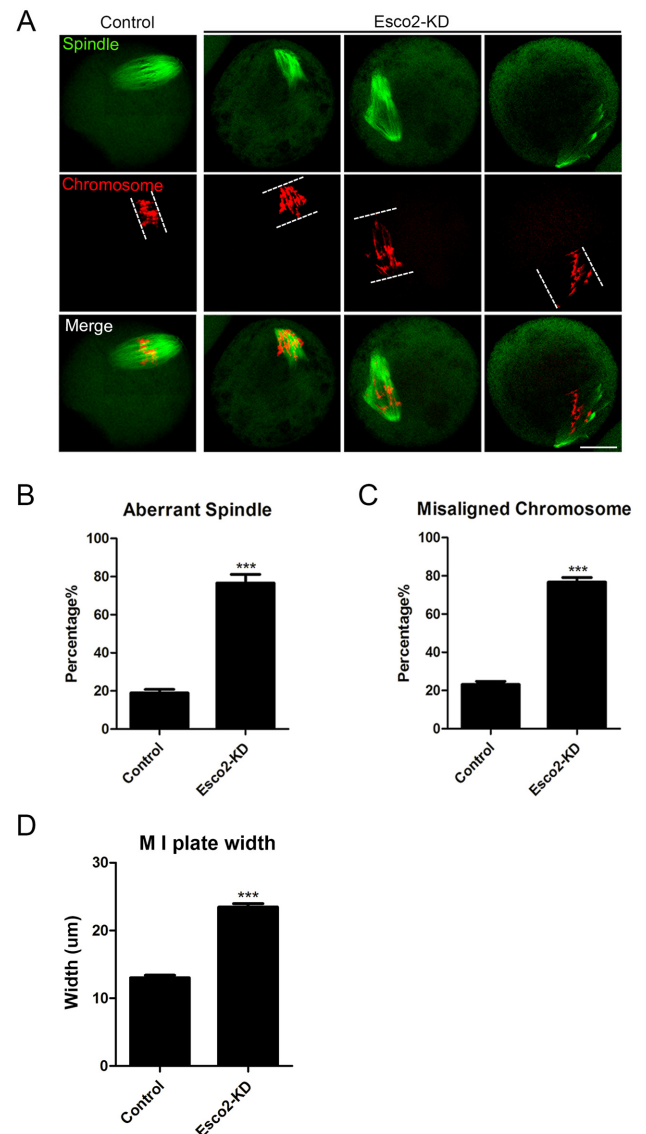 A
Control
Esco2-KD
Spindle
Chromosome
Merge
B
Aberrant Spindle
Percentage%
100
80
60
40
20
0
***
Control
Esco2-KD
C
Misaligned Chromosome
Percentage%
100
80
60
40
20
0
***
Control
Esco2-KD
D
M I plate width
Width (um)
30
20
10
0
***
Control
Esco2-KD